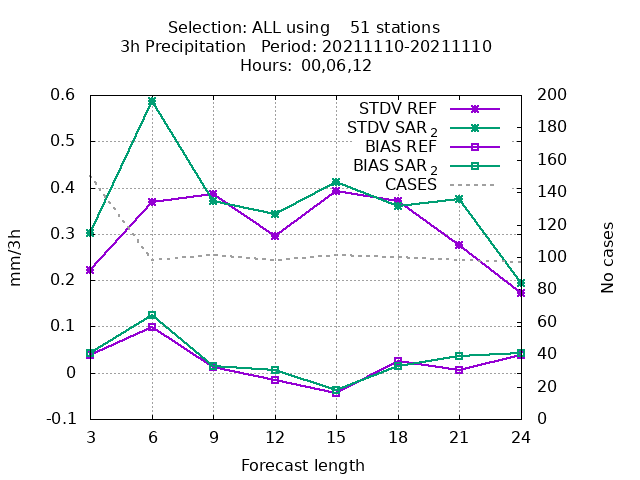 Selection: ALL using    51 stations
3h Precipitation   Period: 20211110-20211110
Hours:  00,06,12
STDV REF
STDV SAR 2
BIAS REF
BIAS SAR 2
CASES
0.6
0.5
0.4
0.3
0.2
0.1
0
-0.1
mm/3h
200
180
160
140
120
100
80
60
40
20
0
No cases
3 6 9 12 15 18 21 24
Forecast length